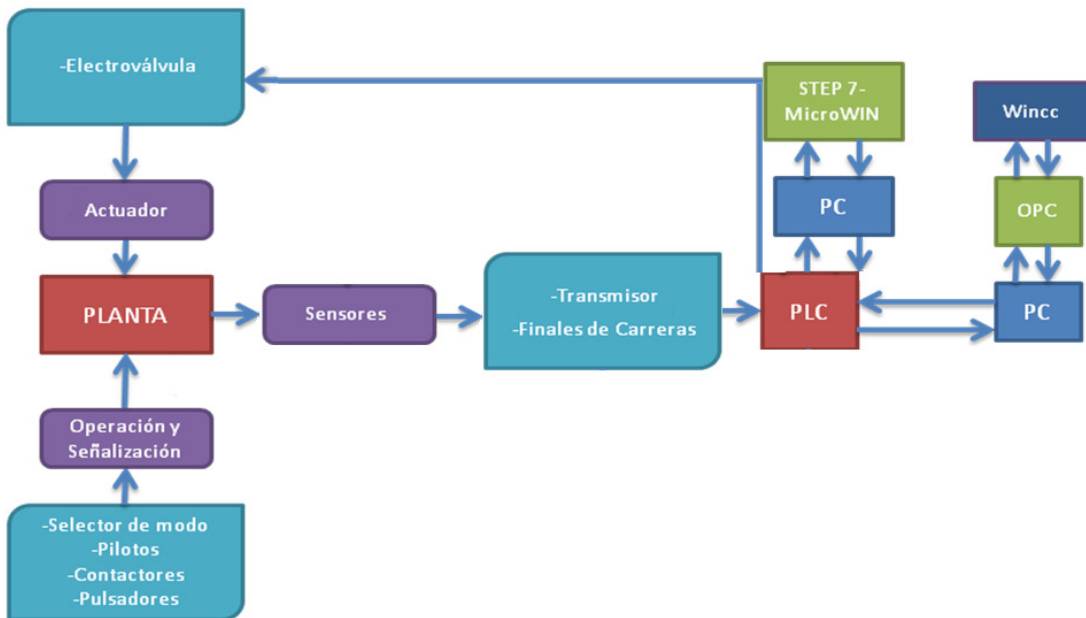 -Electroválvula
STEP 7-
MicroWIN
Wincc
Actuador
PC
OPC
PLANTA
Sensores
-Transmisor
-Finales de Carreras
PLC
PC
Operación y
Señalización
-Selector de modo
-Pilotos
-Contactores
-Pulsadores